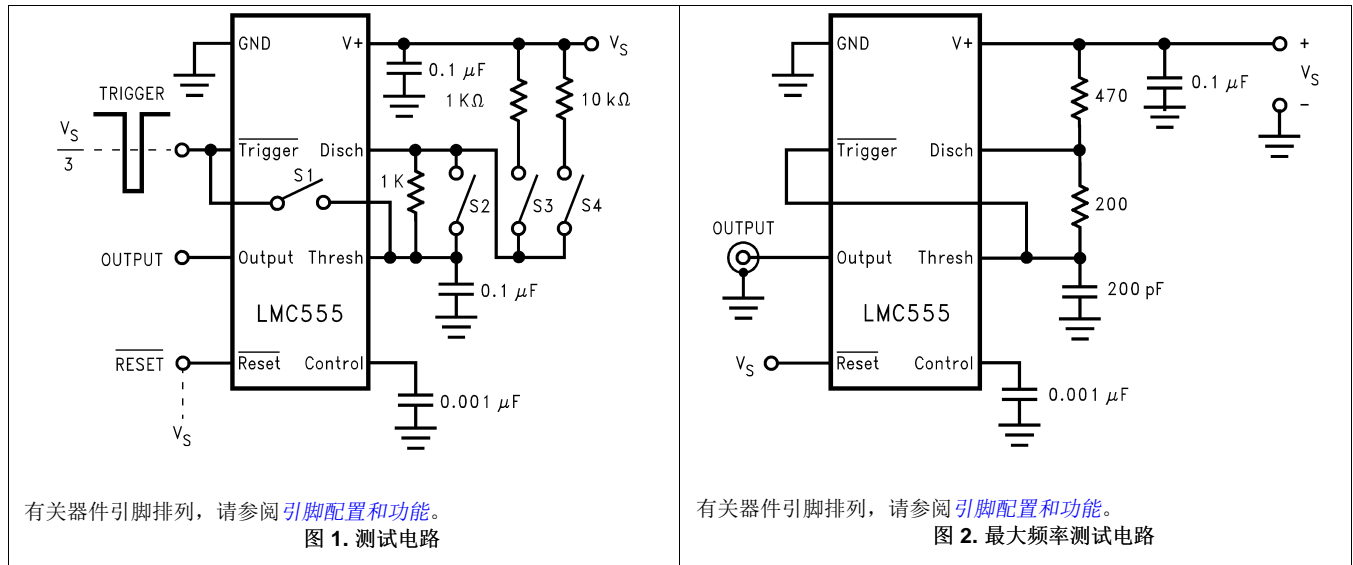 GND
V+
V_S
0.1 μF
1 KΩ
10 kΩ
TRIGGER
V_S
3
Trigger
Disch
S1
1 K
S2
S3
S4
OUTPUT
Output
Thresh
0.1 μF
LMC555
RESET
Reset
Control
0.001 μF
V_S
有关器件引脚排列，请参阅引脚配置和功能。
图 1. 测试电路
GND
V+
+
V_S
−
470
0.1 μF
Trigger
Disch
200
OUTPUT
Output
Thresh
200 pF
LMC555
V_S
Reset
Control
0.001 μF
有关器件引脚排列，请参阅引脚配置和功能。
图 2. 最大频率测试电路